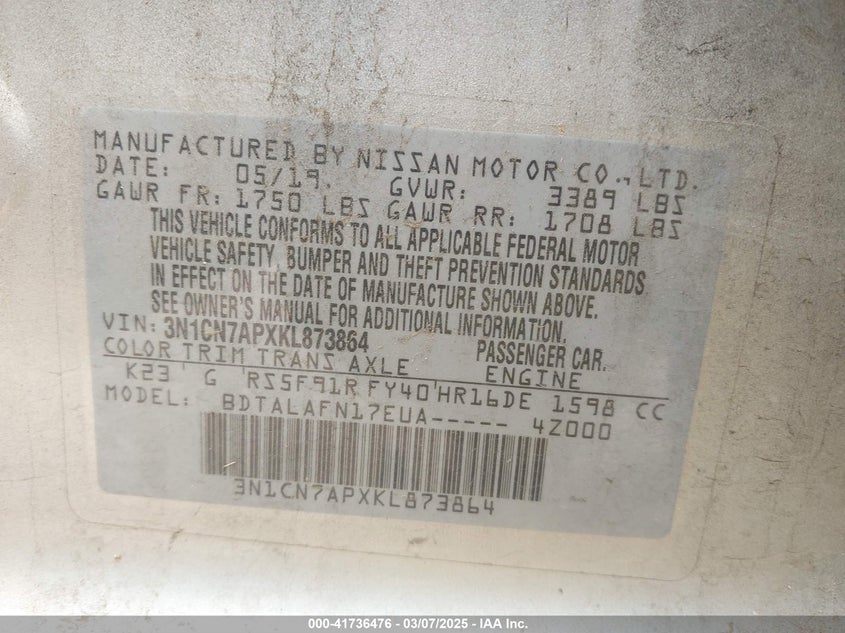 MANUFACTURED BY NISSAN MOTOR CO., LTD.
DATE: 05/19. GVWR: 3389 LBS
GAWR FR: 1750 LBS GAWR RR: 1708 LBS
THIS VEHICLE CONFORMS TO ALL APPLICABLE FEDERAL MOTOR
VEHICLE SAFETY, BUMPER AND THEFT PREVENTION STANDARDS
IN EFFECT ON THE DATE OF MANUFACTURE SHOWN ABOVE.
SEE OWNER'S MANUAL FOR ADDITIONAL INFORMATION.
VIN: 3N1CN7APXKL873864 PASSENGER CAR.
COLOR TRIM TRANS AXLE ENGINE
K23 ' G 'RS5F91R FY40'HR16DE 1598 CC
MODEL: BDTALAFN17EUA----- 4Z000
3N1CN7APXKL873864
000-41736476 - 03/07/2025 - IAA Inc.